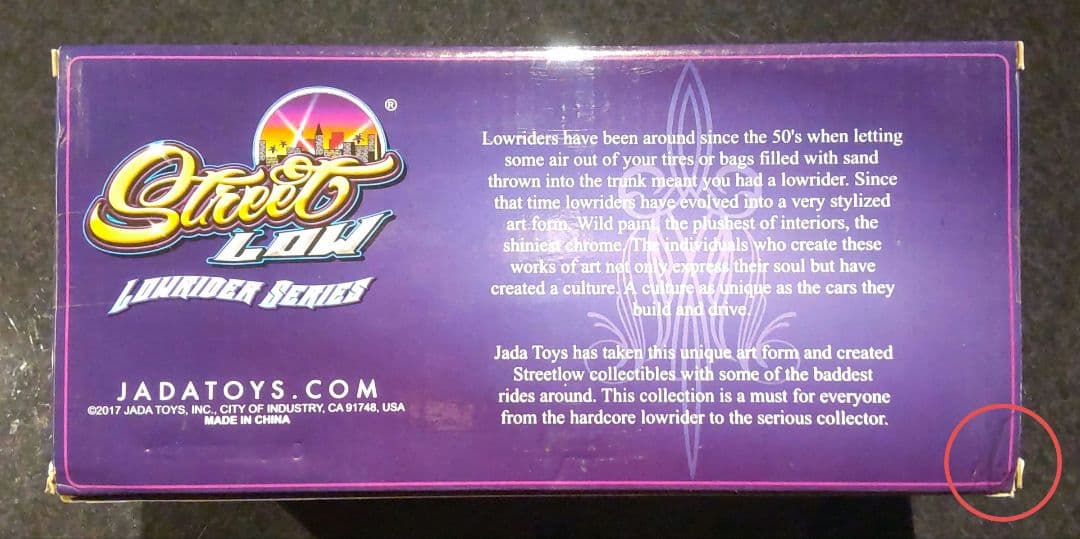 Street
LOW
®
LOWRIDER SERIES
JADATOYS.COM
©2017 JADA TOYS, INC., CITY OF INDUSTRY, CA 91748, USA
MADE IN CHINA
Lowriders have been around since the 50's when letting
some air out of your tires or bags filled with sand
thrown into the trunk meant you had a lowrider. Since
that time lowriders have evolved into a very stylized
art form. Wild paint, the plushest of interiors, the
shiniest chrome. The individuals who create these
works of art not only express their soul but have
created a culture. A culture as unique as the cars they
build and drive.
Jada Toys has taken this unique art form and created
Streetlow collectibles with some of the baddest
rides around. This collection is a must for everyone
from the hardcore lowrider to the serious collector.